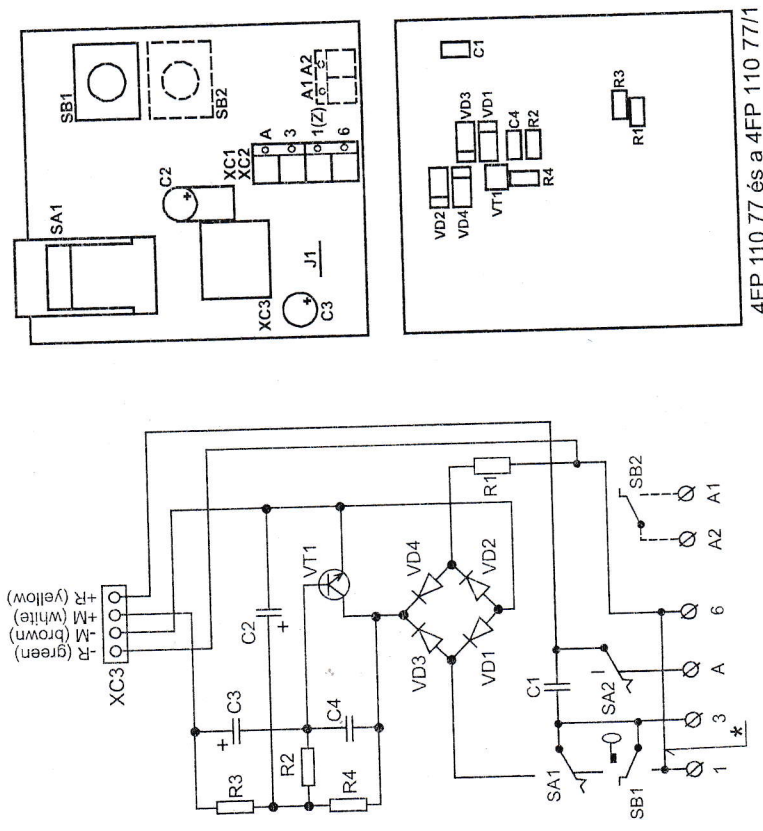 SA1
SB1
SB2
C2
XC1
XC2
A
3
1(Z)
6
A1 A2
XC3
C3
J1
VD2
VD4
VD3
VD1
C1
VT1
C4
R2
R4
R3
R1
4FP 110 77 és a 4FP 110 77/1
XC3
-R (green)
-M (brown)
+M (white)
+R (yellow)
C3
C2
VT1
R3
R2
C4
R4
VD3
VD4
VD1
VD2
R1
C1
SA1
SA2
SB1
SB2
*
1
3
A
6
A2
A1